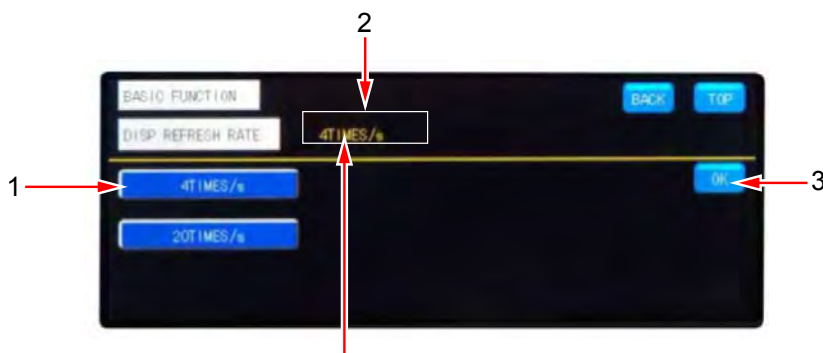 2
BASIC FUNCTION BACK TOP
DISP REFRESH RATE 4TIMES/s
1 4TIMES/s OK 3
20TIMES/s